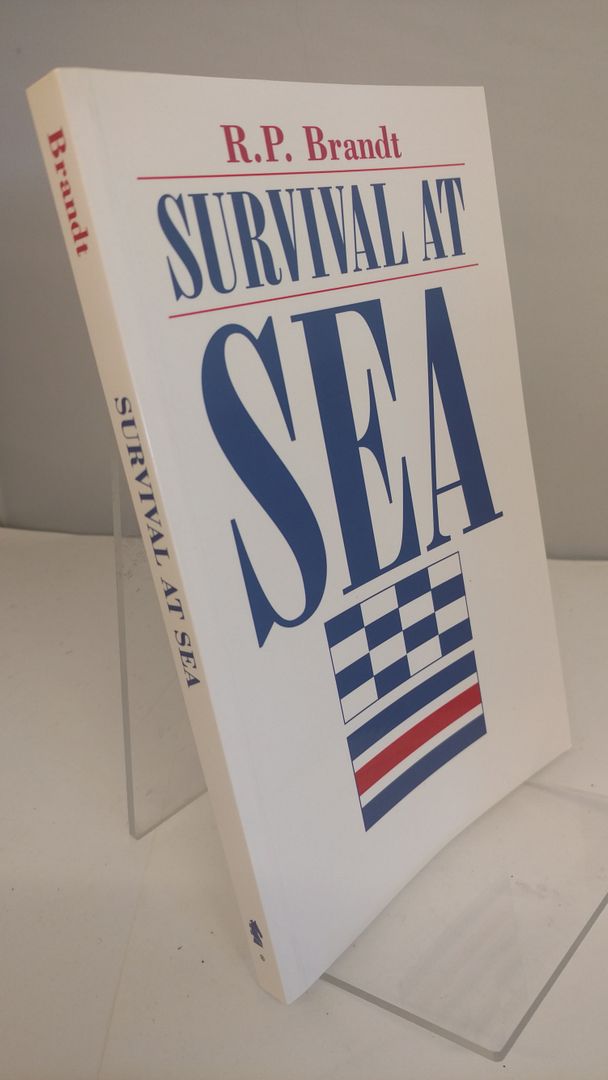 R.P. Brandt
SURVIVAL AT
SEA
Brandt
SURVIVAL AT SEA